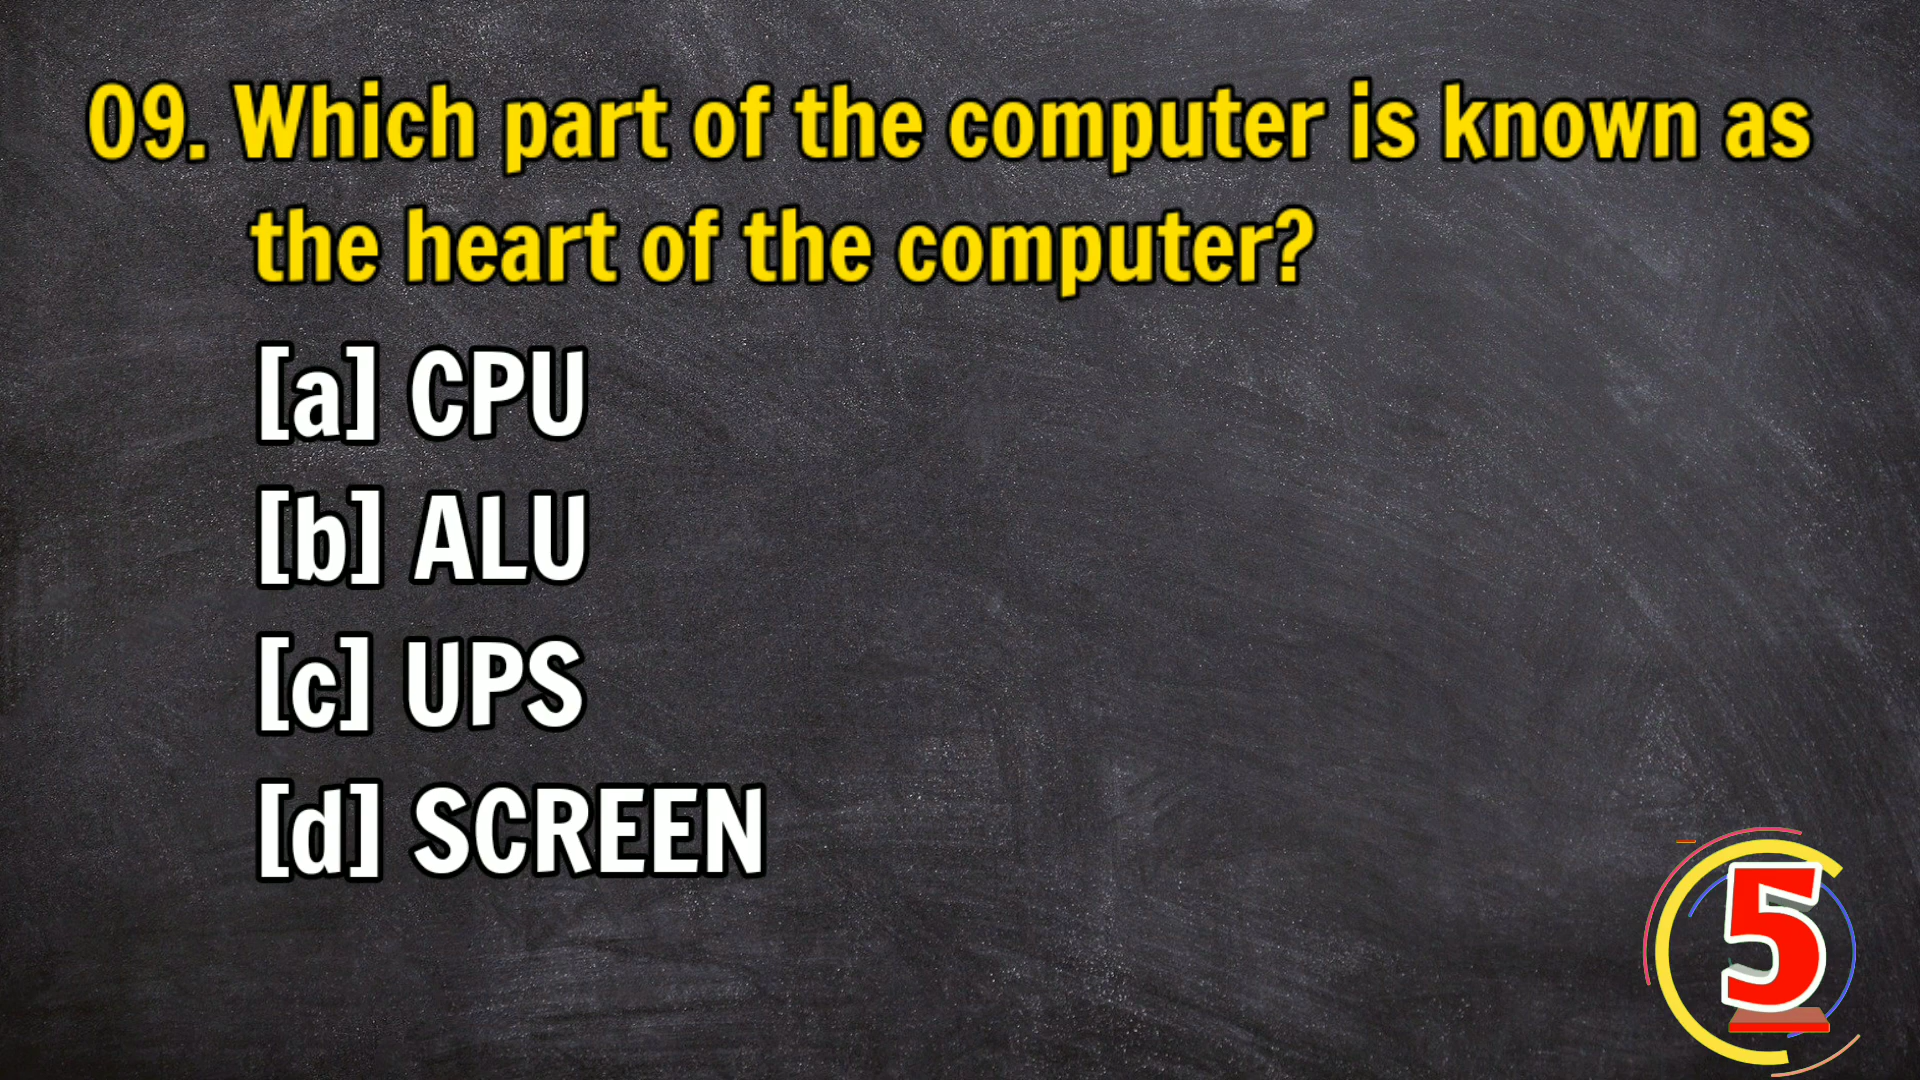 09. Which part of the computer is known as
the heart of the computer?
[a] CPU
[b] ALU
[c] UPS
[d] SCREEN
5